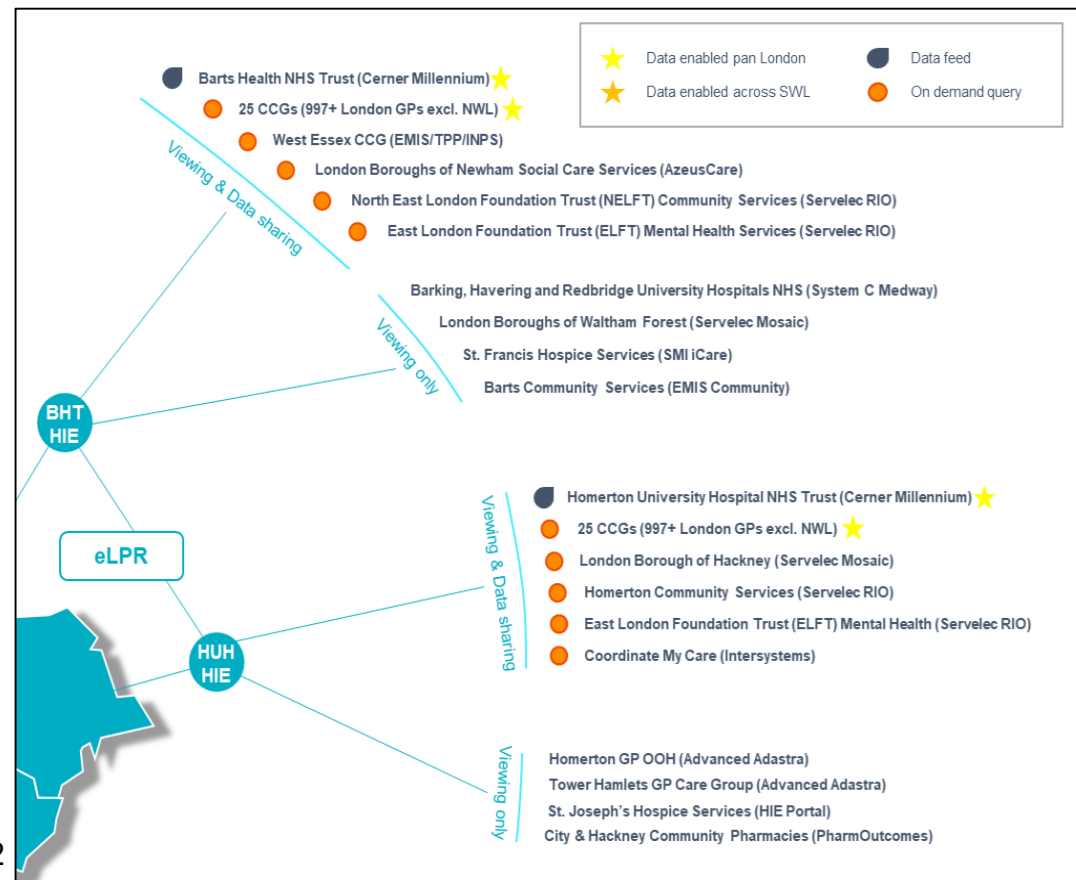 Data enabled pan London
Data feed
Data enabled across SWL
On demand query
Barts Health NHS Trust (Cerner Millennium)
25 CCGs (997+ London GPs excl. NWL)
West Essex CCG (EMIS/TPP/INPS)
London Boroughs of Newham Social Care Services (AzeusCare)
North East London Foundation Trust (NELFT) Community Services (Servelec RIO)
East London Foundation Trust (ELFT) Mental Health Services (Servelec RIO)
Viewing & Data sharing
Barking, Havering and Redbridge University Hospitals NHS (System C Medway)
London Boroughs of Waltham Forest (Servelec Mosaic)
St. Francis Hospice Services (SMI iCare)
Barts Community Services (EMIS Community)
Viewing only
BHT
HIE
eLPR
HUH
HIE
Homerton University Hospital NHS Trust (Cerner Millennium)
25 CCGs (997+ London GPs excl. NWL)
London Borough of Hackney (Servelec Mosaic)
Homerton Community Services (Servelec RIO)
East London Foundation Trust (ELFT) Mental Health (Servelec RIO)
Coordinate My Care (Intersystems)
Viewing & Data sharing
Homerton GP OOH (Advanced Adastra)
Tower Hamlets GP Care Group (Advanced Adastra)
St. Joseph's Hospice Services (HIE Portal)
City & Hackney Community Pharmacies (PharmOutcomes)
Viewing only
2